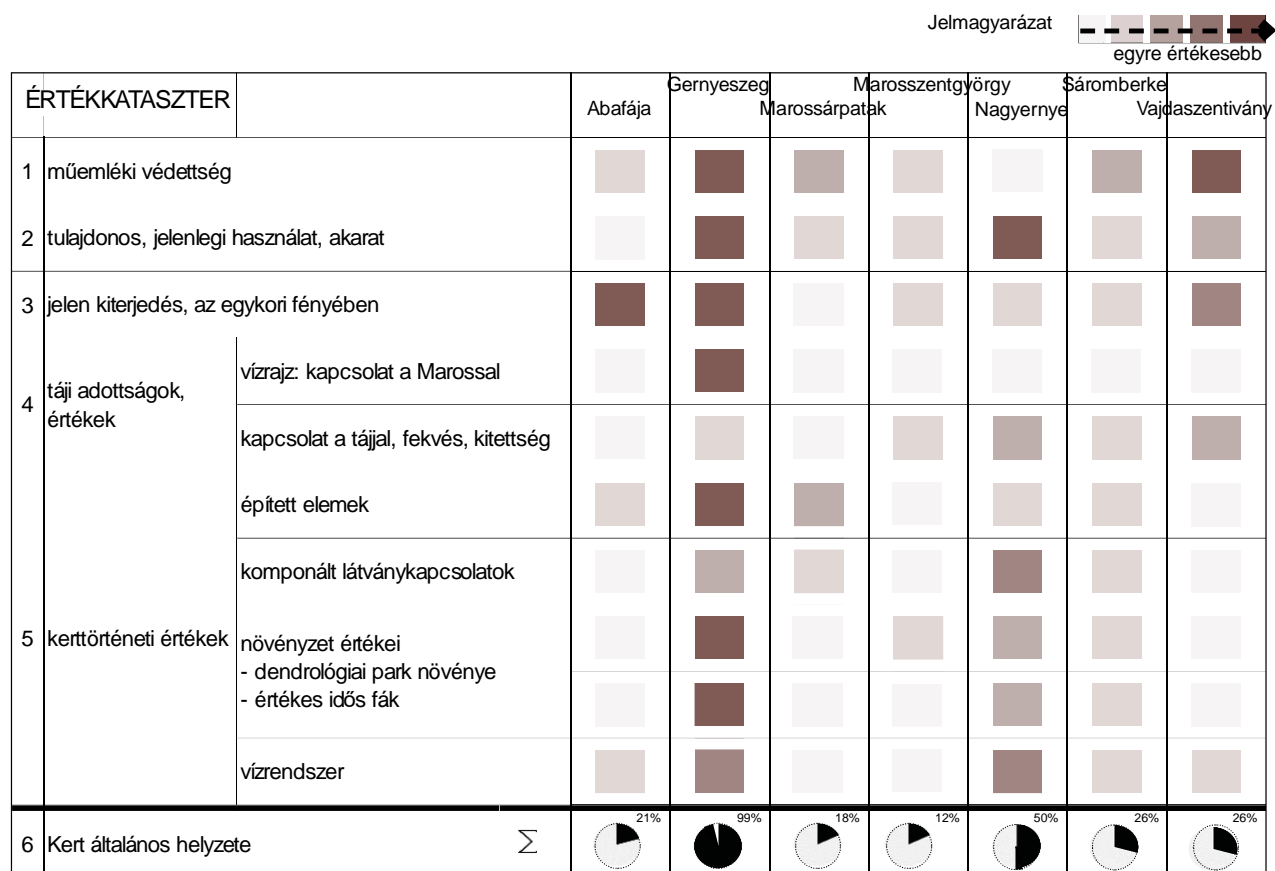 Jelmagyarázat
egyre értékesebb
ÉRTÉKKATASZTER
Abafája
Gernyeszeg
Marossárpatak
Marosszentgyörgy
Nagyernye
Sáromberke
Vajdaszentivány
1 műemléki védettség
2 tulajdonos, jelenlegi használat, akarat
3 jelen kiterjedés, az egykori fényében
4 táji adottságok,
értékek
vízrajz: kapcsolat a Marossal
kapcsolat a tájjal, fekvés, kitettség
épített elemek
5 kerttörténeti értékek
komponált látványkapcsolatok
növényzet értékei
- dendrológiai park növénye
- értékes idős fák
vízrendszer
6 Kert általános helyzete ∑ 21% 99% 18% 12% 50% 26% 26%